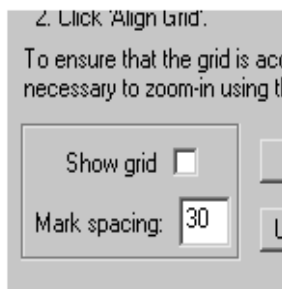 2. Click 'Align Grid'.
To ensure that the grid is
necessary to zoom-in using
Show grid
Mark spacing: 30